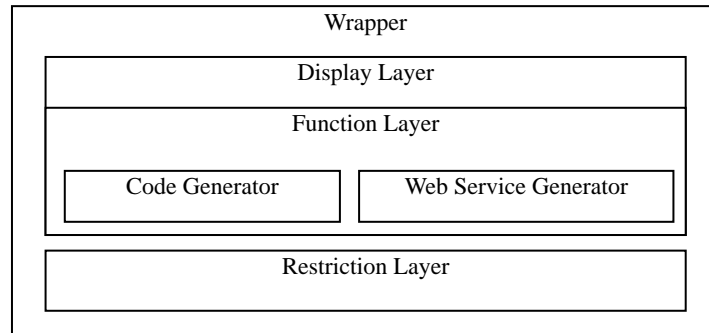 Wrapper
Display Layer
Function Layer
Code Generator
Web Service Generator
Restriction Layer